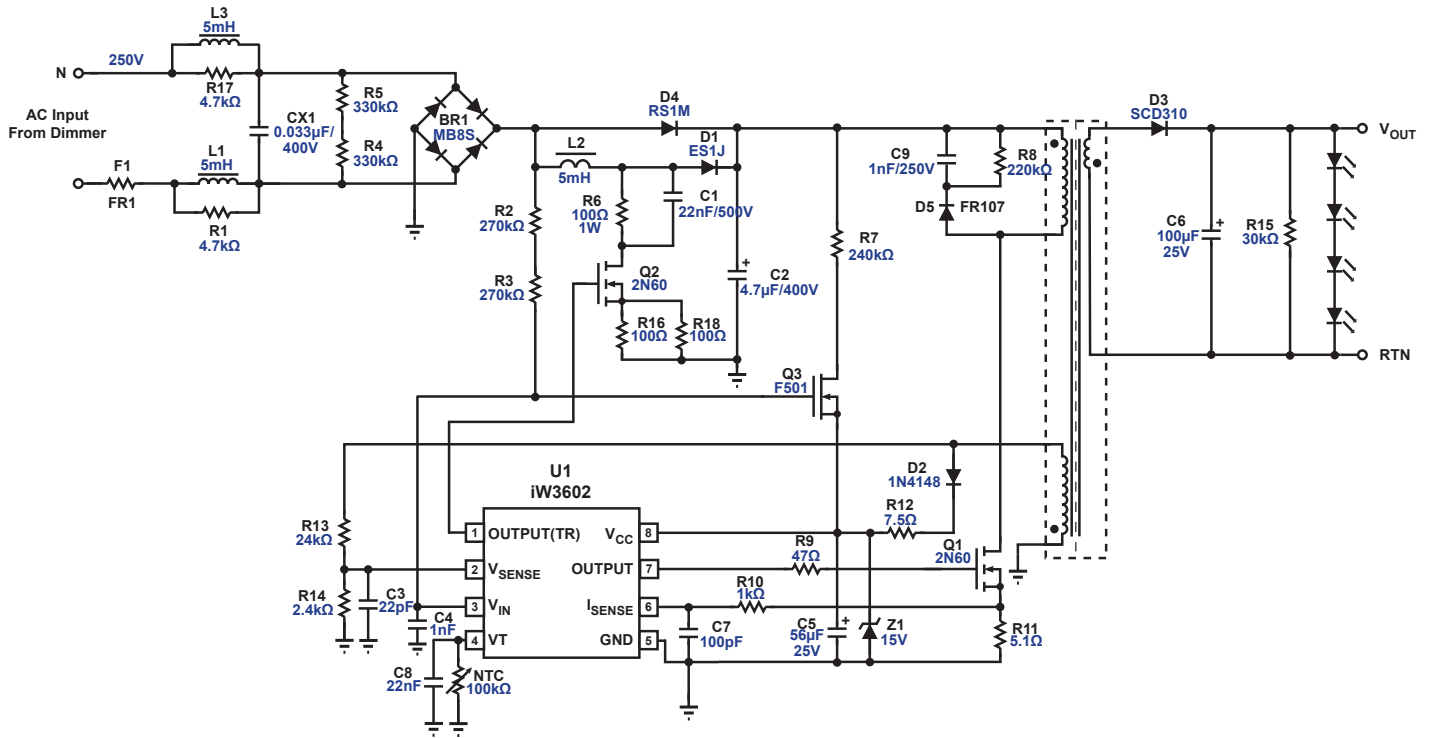 L3
5mH
N
250V
R17
4.7kΩ
AC Input
From Dimmer
CX1
0.033µF/
400V
R5
330kΩ
R4
330kΩ
F1
FR1
L1
5mH
R1
4.7kΩ
BR1
MB8S
D4
RS1M
L2
5mH
D1
ES1J
R6
100Ω
1W
C1
22nF/500V
R2
270kΩ
R3
270kΩ
Q2
2N60
R16
100Ω
R18
100Ω
C2
+
4.7µF/400V
R7
240kΩ
C9
1nF/250V
R8
220kΩ
D5
FR107
D3
SCD310
C6
100µF
25V
+
R15
30kΩ
VOUT
RTN
Q3
F501
U1
iW3602
1
OUTPUT(TR)
2
VSENSE
3
VIN
4
VT
VCC
8
OUTPUT
7
ISENSE
6
GND
5
R13
24kΩ
R14
2.4kΩ
C3
22pF
C4
1nF
C8
22nF
NTC
100kΩ
D2
1N4148
R12
7.5Ω
R9
47Ω
Q1
2N60
R10
1kΩ
C7
100pF
C5
56µF
25V
+
Z1
15V
R11
5.1Ω